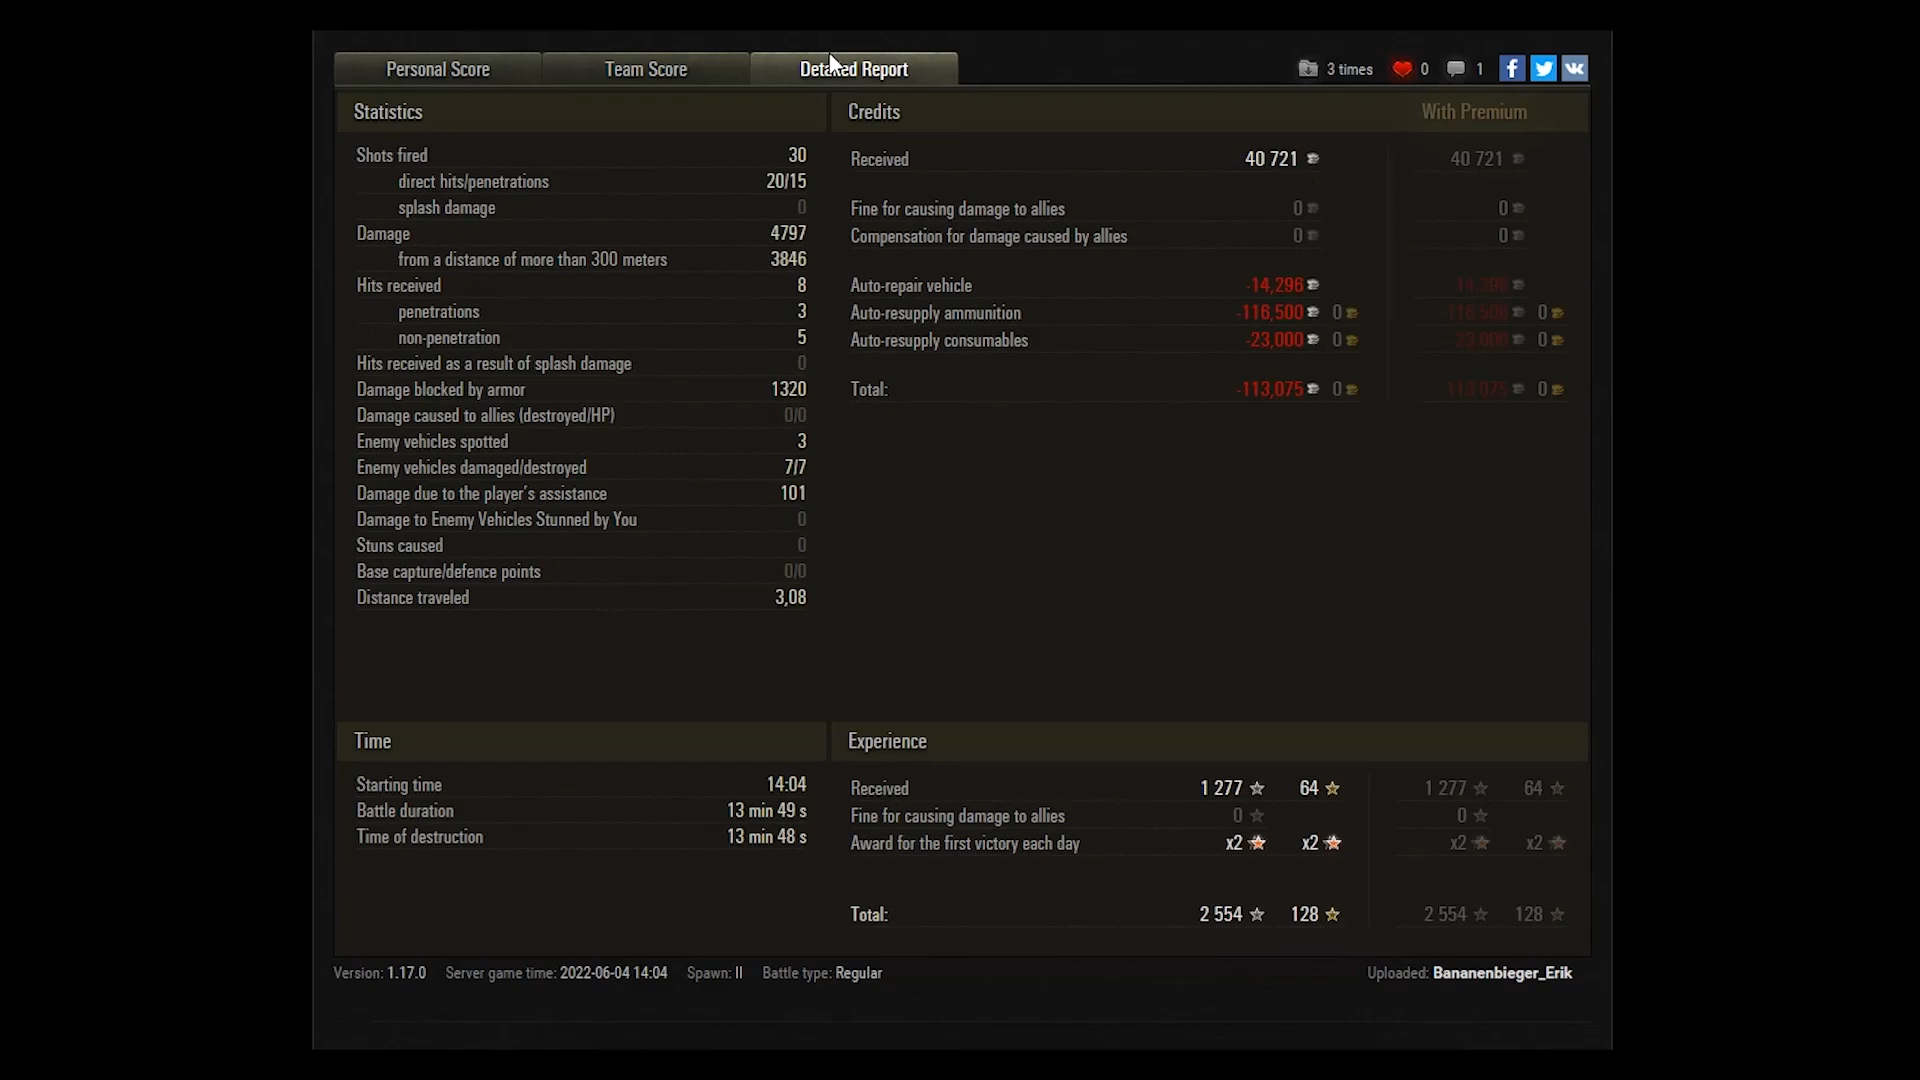 Personal Score Team Score Detailed Report 3 times 0 1
Statistics
Shots fired 30
direct hits/penetrations 20/15
splash damage 0
Damage 4797
from a distance of more than 300 meters 3846
Hits received 8
penetrations 3
non-penetration 5
Hits received as a result of splash damage 0
Damage blocked by armor 1320
Damage caused to allies (destroyed/HP) 0/0
Enemy vehicles spotted 3
Enemy vehicles damaged/destroyed 7/7
Damage due to the player's assistance 101
Damage to Enemy Vehicles Stunned by You 0
Stuns caused 0
Base capture/defence points 0/0
Distance traveled 3,08
Credits With Premium
Received 40 721 40 721
Fine for causing damage to allies 0 0
Compensation for damage caused by allies 0 0
Auto-repair vehicle -14,296 -14,296
Auto-resupply ammunition -116,500 0 -116,500 0
Auto-resupply consumables -23,000 0 -23,000 0
Total: -113,075 0 -113,075 0
Time
Starting time 14:04
Battle duration 13 min 49 s
Time of destruction 13 min 48 s
Experience
Received 1 277 64 1 277 64
Fine for causing damage to allies 0 0
Award for the first victory each day x2 x2 x2 x2
Total: 2 554 128 2 554 128
Version: 1.17.0 Server game time: 2022-06-04 14:04 Spawn: II Battle type: Regular Uploaded: Bananenbieger_Erik